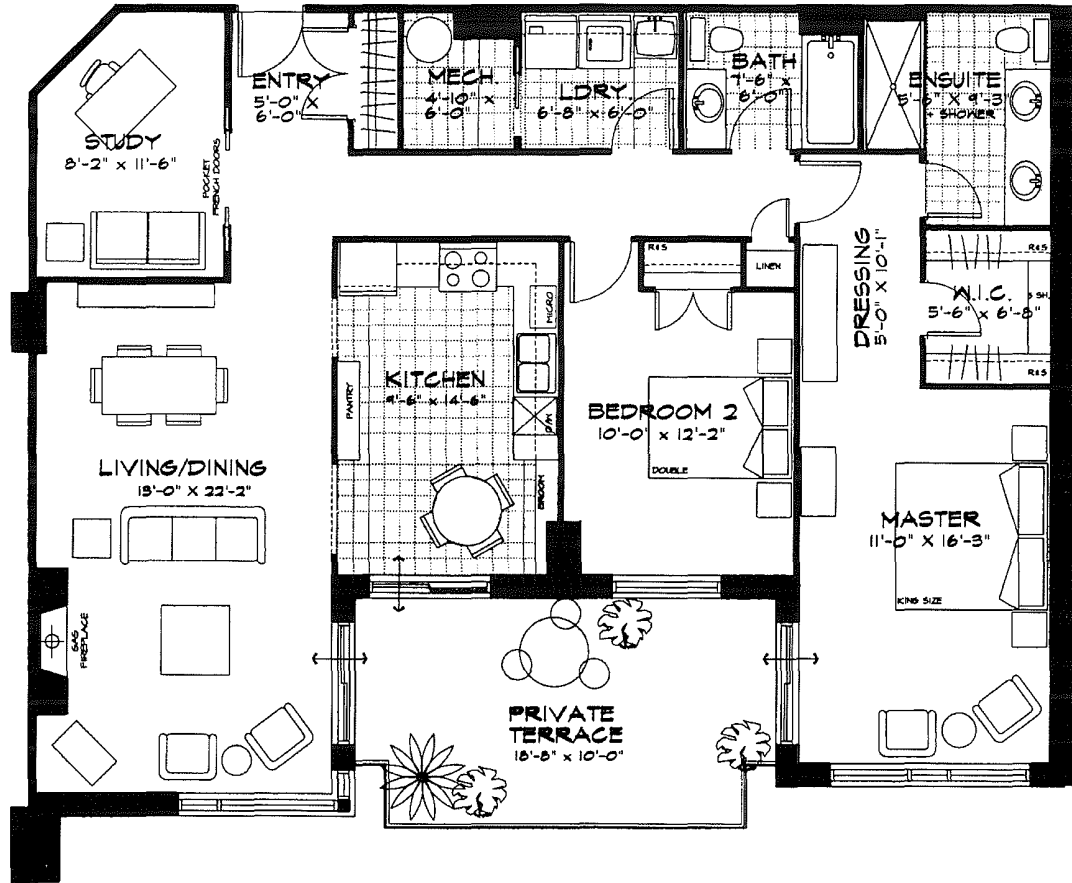 ENTRY
5'-0" X
6'-0"
MECH
4'-10" x
6'-0"
LDRY
6'-8" x 6'-0
BATH
7'-6" x
8'-0"
ENSUITE
5'-6" X 9'-3
+ SHOWER
STUDY
8'-2" x 11'-6"
POCKET
FRENCH DOORS
R&S
LINEN
DRESSING
5'-0" X 10'-1"
R&S
W.I.C.
5'-6" x 6'-8"
5 SH.
R&S
MICRO
KITCHEN
9'-6" x 14'-6"
PANTRY
D/W
BROOM
BEDROOM 2
10'-0" x 12'-2"
DOUBLE
LIVING/DINING
13'-0" X 22'-2"
MASTER
11'-0" X 16'-3"
KING SIZE
GAS
FIREPLACE
PRIVATE
TERRACE
18'-8" x 10'-0"